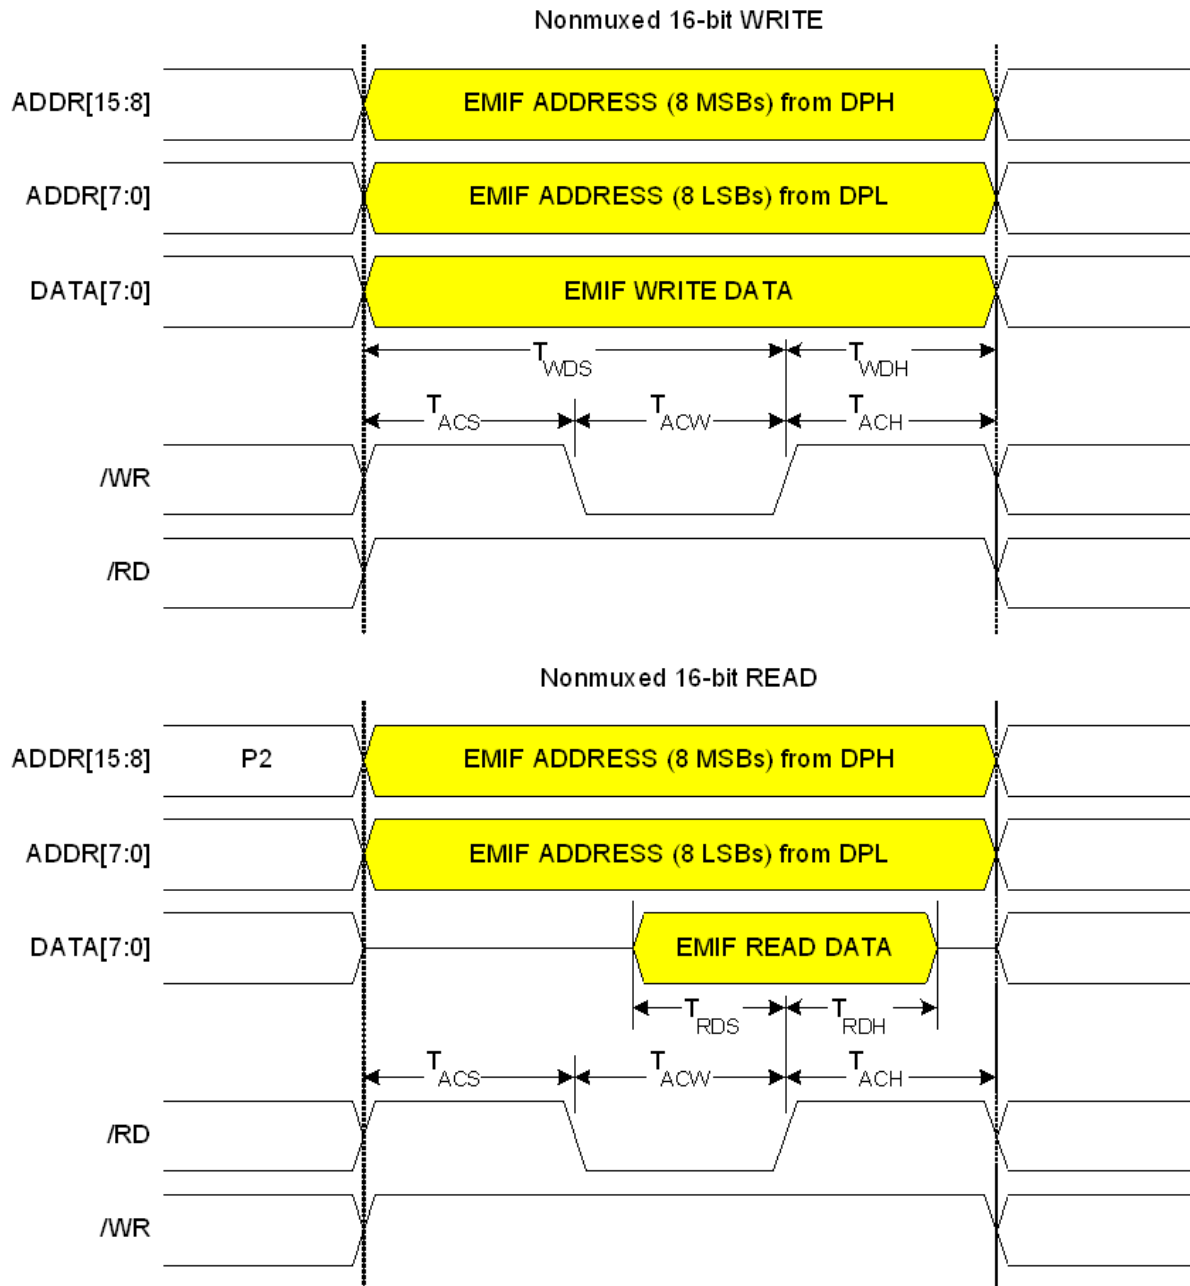 Nonmuxed 16-bit WRITE
ADDR[15:8]
EMIF ADDRESS (8 MSBs) from DPH
ADDR[7:0]
EMIF ADDRESS (8 LSBs) from DPL
DATA[7:0]
EMIF WRITE DATA
TWDS TWDH
TACS TACW TACH
/WR
/RD
Nonmuxed 16-bit READ
ADDR[15:8] P2 EMIF ADDRESS (8 MSBs) from DPH
ADDR[7:0]
EMIF ADDRESS (8 LSBs) from DPL
DATA[7:0]
EMIF READ DATA
TRDS TRDH
TACS TACW TACH
/RD
/WR